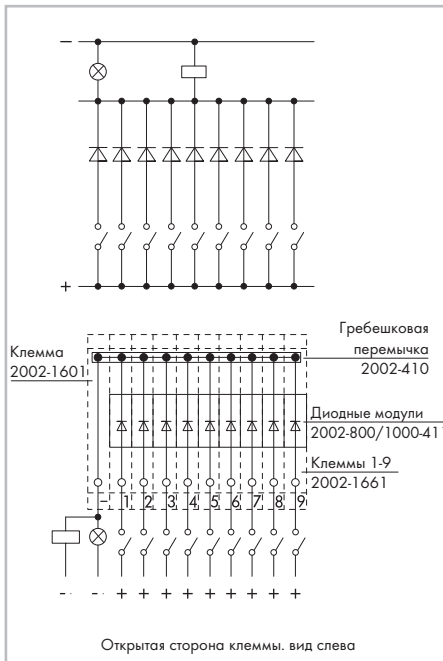 −
+
Клемма
2002-1601
Гребешковая
перемычка
2002-410
Диодные модули
2002-800/1000-411
Клеммы 1-9
2002-1661
− 1 2 3 4 5 6 7 8 9
- - + + + + + + + + +
Открытая сторона клеммы. вид слева